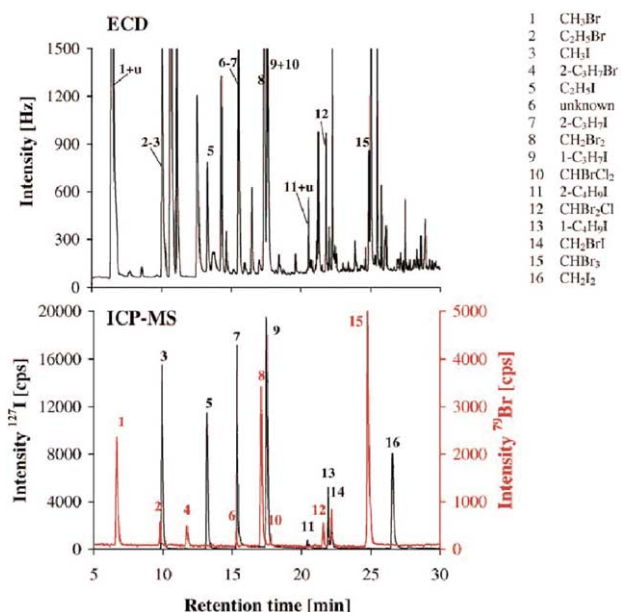 ECD
1500
1200
900
600
300
0
Intensity [Hz]
1+u
2-3
5
6-7
8
9+10
11+u
12
15
ICP-MS
20000
16000
12000
8000
4000
0
Intensity ¹²⁷I [cps]
5000
4000
3000
2000
1000
0
Intensity ⁷⁹Br [cps]
1
2
3
4
5
6
7
8
9
10
11
12
13
14
15
16
5 10 15 20 25 30
Retention time [min]
1 CH₃Br
2 C₂H₅Br
3 CH₃I
4 2-C₃H₇Br
5 C₂H₅I
6 unknown
7 2-C₃H₇I
8 CH₂Br₂
9 1-C₃H₇I
10 CHBrCl₂
11 2-C₄H₉I
12 CHBr₂Cl
13 1-C₄H₉I
14 CH₂BrI
15 CHBr₃
16 CH₂I₂